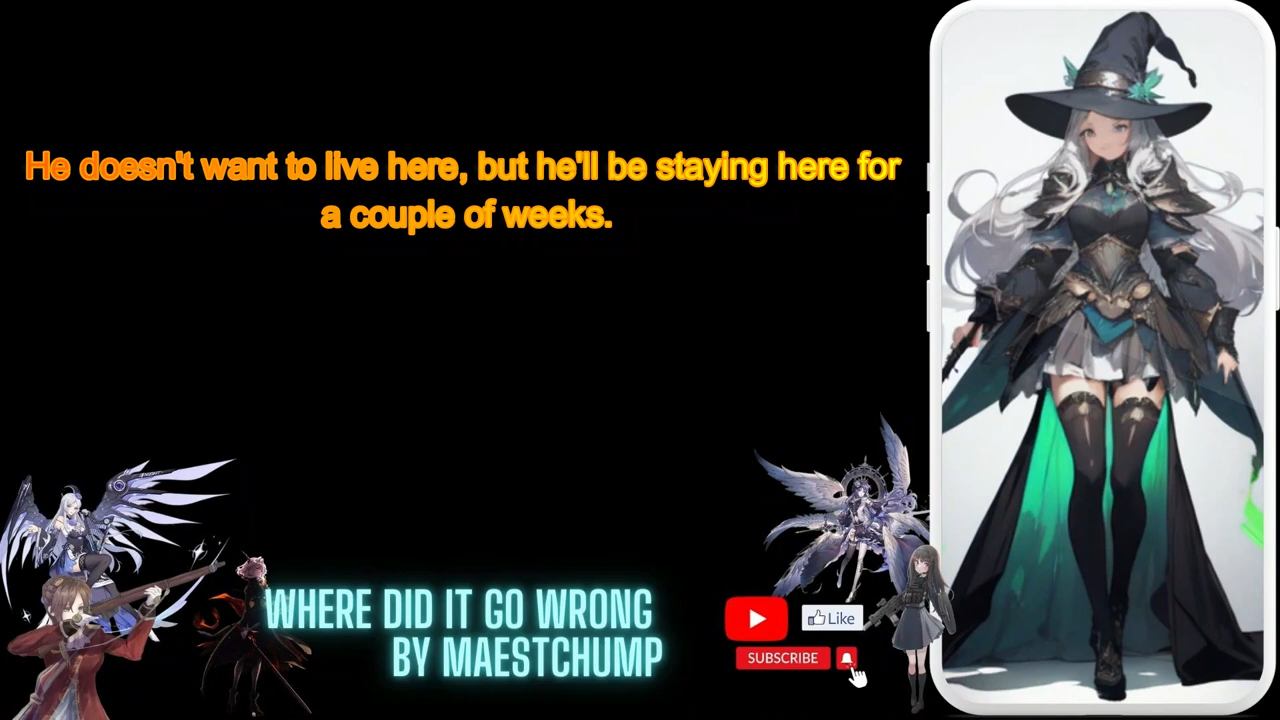 He doesn't want to live here, but he'll be staying here for
a couple of weeks.
WHERE DID IT GO WRONG
BY MAESTCHUMP
Like
SUBSCRIBE